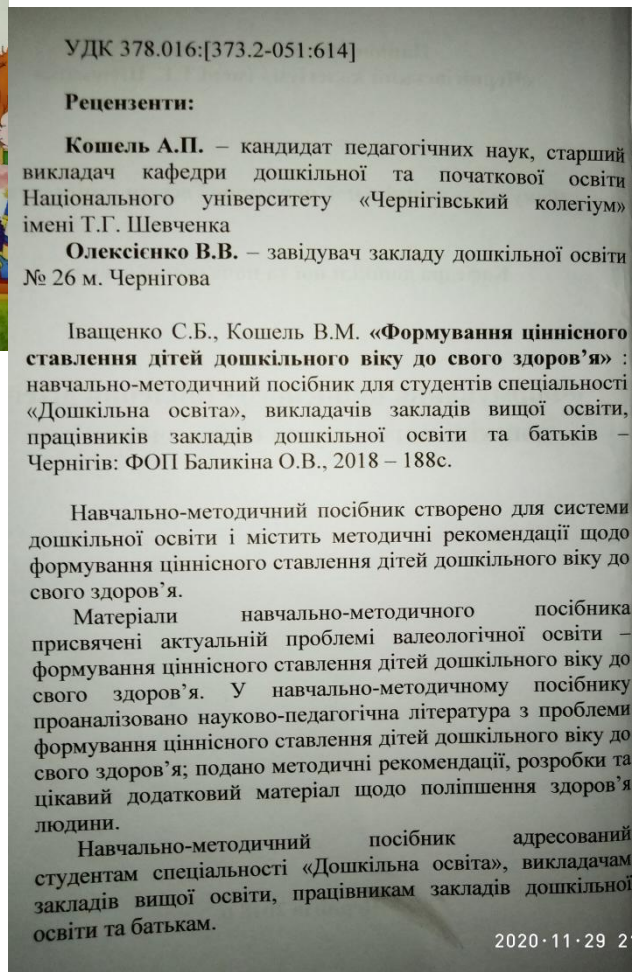 УДК 378.016:[373.2-051:614]
Рецензенти:
Кошель А.П. – кандидат педагогічних наук, старший
викладач кафедри дошкільної та початкової освіти
Національного університету «Чернігівський колегіум»
імені Т.Г. Шевченка
Олексієнко В.В. – завідувач закладу дошкільної освіти
№ 26 м. Чернігова
Іващенко С.Б., Кошель В.М. «Формування ціннісного
ставлення дітей дошкільного віку до свого здоров’я» :
навчально-методичний посібник для студентів спеціальності
«Дошкільна освіта», викладачів закладів вищої освіти,
працівників закладів дошкільної освіти та батьків –
Чернігів: ФОП Баликіна О.В., 2018 – 188с.
Навчально-методичний посібник створено для системи
дошкільної освіти і містить методичні рекомендації щодо
формування ціннісного ставлення дітей дошкільного віку до
свого здоров’я.
Матеріали навчально-методичного посібника
присвячені актуальній проблемі валеологічної освіти –
формування ціннісного ставлення дітей дошкільного віку до
свого здоров’я. У навчально-методичному посібнику
проаналізовано науково-педагогічна література з проблеми
формування ціннісного ставлення дітей дошкільного віку до
свого здоров’я; подано методичні рекомендації, розробки та
цікавий додатковий матеріал щодо поліпшення здоров’я
людини.
Навчально-методичний посібник адресований
студентам спеціальності «Дошкільна освіта», викладачам
закладів вищої освіти, працівникам закладів дошкільної
освіти та батькам.
2020·11·29